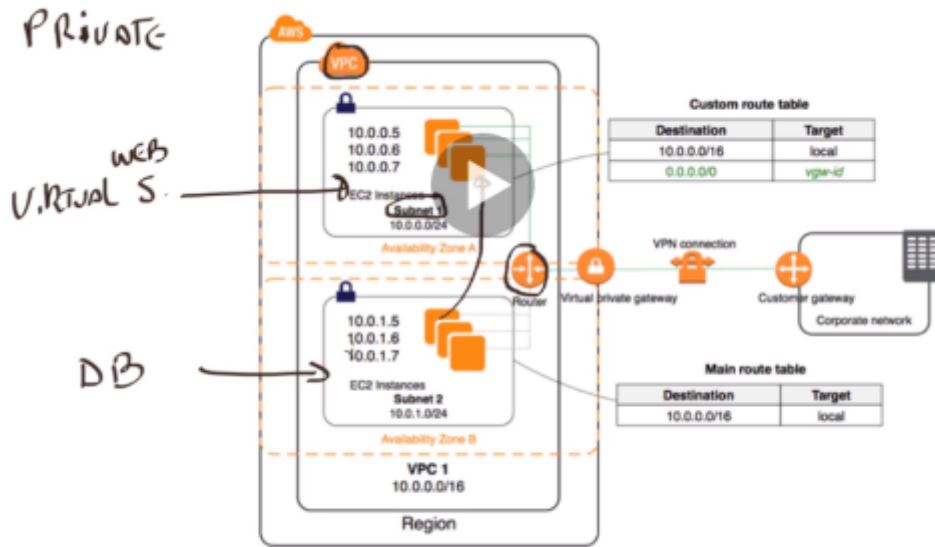 PRIVATE
AWS
VPC
10.0.0.5
10.0.0.6
10.0.0.7
EC2 Instances
Subnet 1
10.0.0.0/24
Availability Zone A
WEB
VIRTUAL S.
Custom route table
Destination Target
10.0.0.0/16 local
0.0.0.0/0 vgw-id
Router
Virtual private gateway
VPN connection
Customer gateway
Corporate network
DB
10.0.1.5
10.0.1.6
10.0.1.7
EC2 Instances
Subnet 2
10.0.1.0/24
Availability Zone B
Main route table
Destination Target
10.0.0.0/16 local
VPC 1
10.0.0.0/16
Region